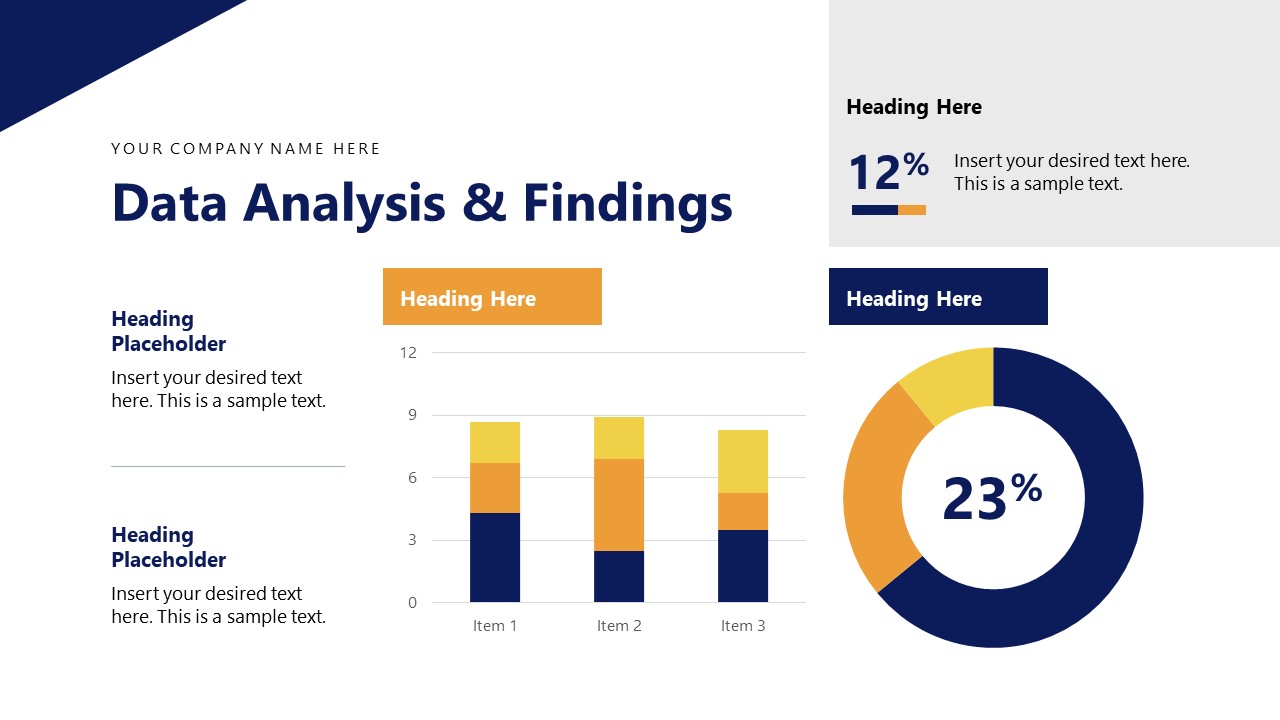 YOUR COMPANY NAME HERE
Data Analysis & Findings
Heading Here
12%
Insert your desired text here.
This is a sample text.
Heading
Placeholder
Insert your desired text
here. This is a sample text.
Heading
Placeholder
Insert your desired text
here. This is a sample text.
Heading Here
12
9
6
3
0
Item 1
Item 2
Item 3
Heading Here
23%